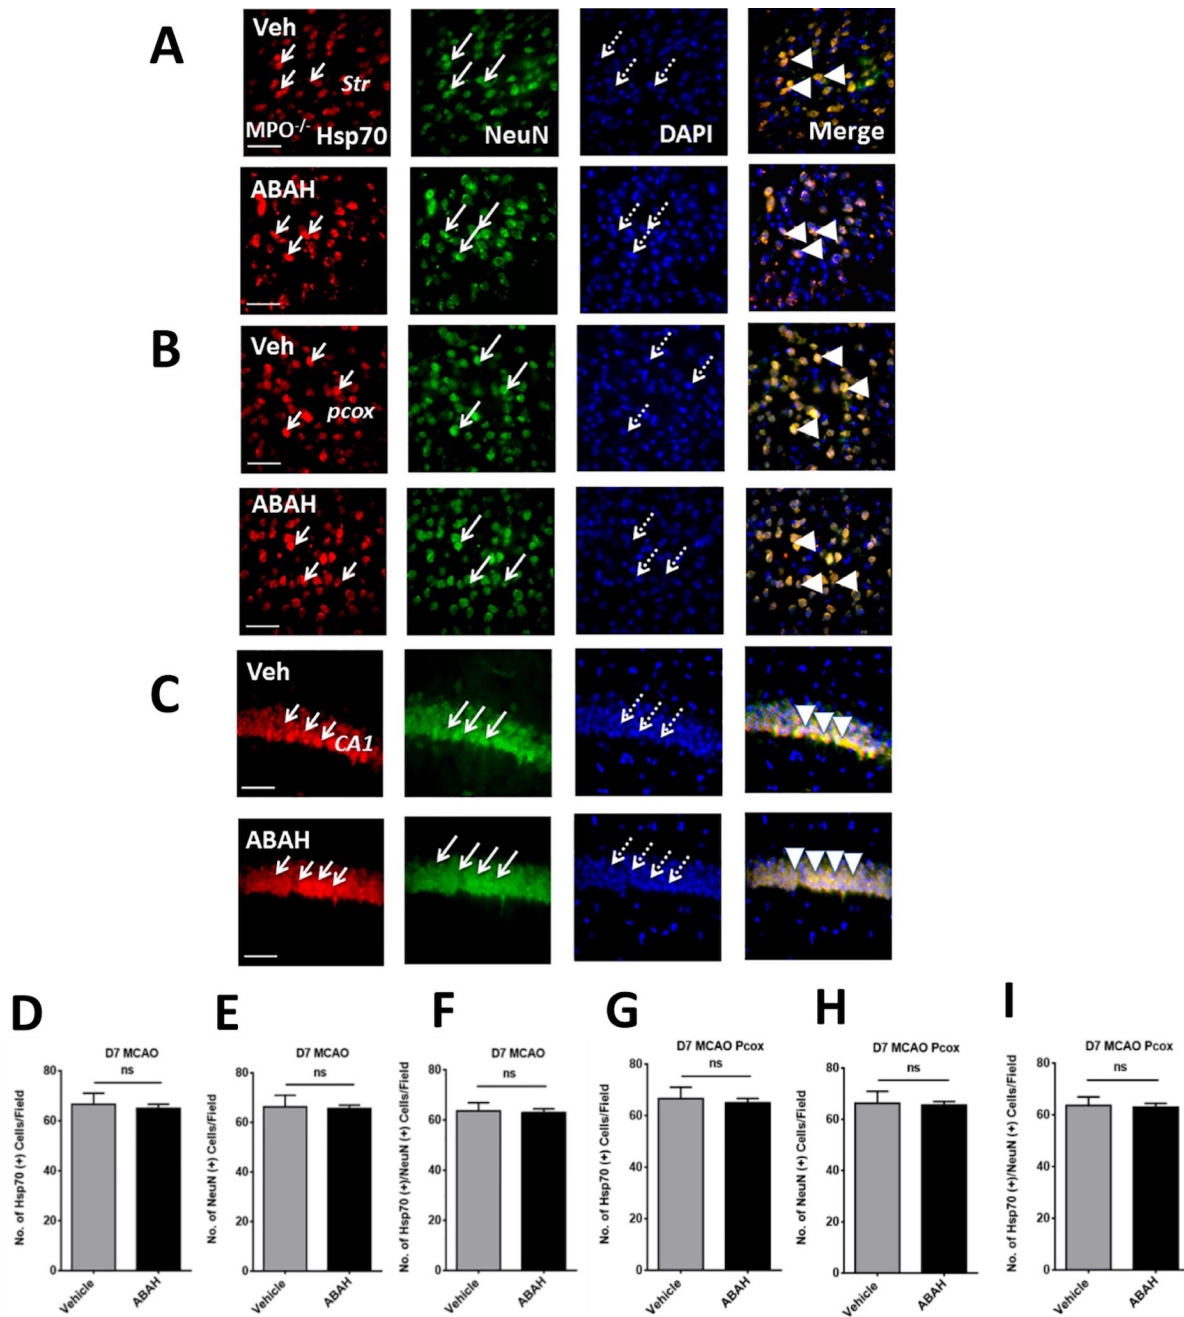 A
Veh
Str
MPO-/- Hsp70
NeuN
DAPI
Merge
ABAH
B
Veh
pcox
ABAH
C
Veh
CA1
ABAH
D
D7 MCAO
ns
No. of Hsp70 (+) Cells/Field
80
60
40
20
0
Vehicle
ABAH
E
D7 MCAO
ns
No. of NeuN (+) Cells/Field
80
60
40
20
0
Vehicle
ABAH
F
D7 MCAO
ns
No. of Hsp70 (+)/NeuN (+) Cells/Field
80
60
40
20
0
Vehicle
ABAH
G
D7 MCAO Pcox
ns
No. of Hsp70 (+) Cells/Field
80
60
40
20
0
Vehicle
ABAH
H
D7 MCAO Pcox
ns
No. of NeuN (+) Cells/Field
80
60
40
20
0
Vehicle
ABAH
I
D7 MCAO Pcox
ns
No. of Hsp70 (+)/NeuN (+) Cells/Field
80
60
40
20
0
Vehicle
ABAH